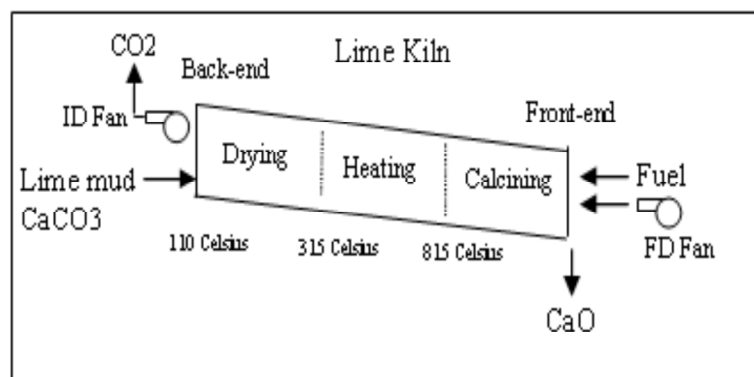 Lime Kiln
CO2
Back-end
ID Fan
Front-end
Drying
Heating
Calcining
Lime mud
CaCO3
Fuel
FD Fan
110 Celsius
315 Celsius
815 Celsius
CaO